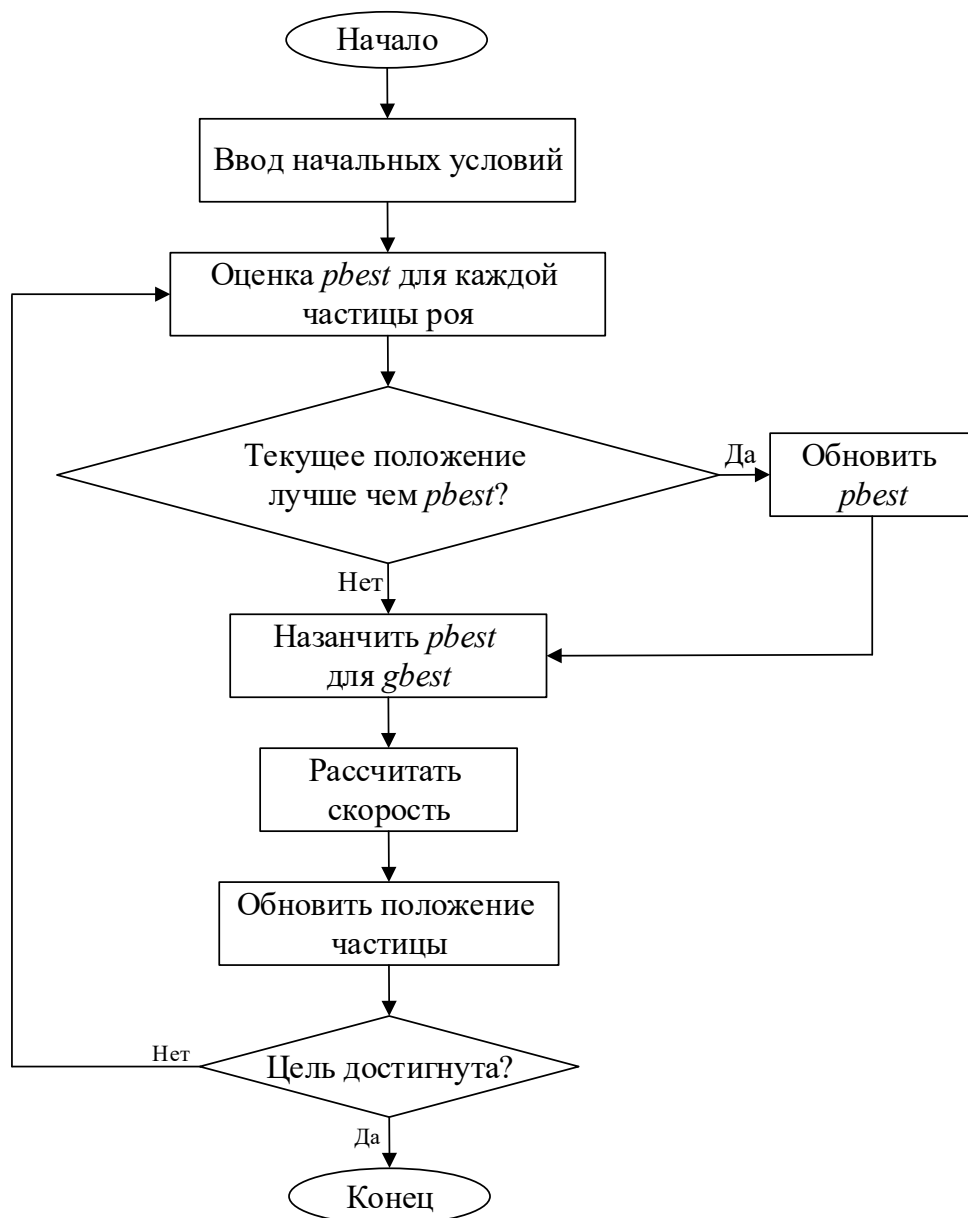 Начало
Ввод начальных условий
Оценка pbest для каждой
частицы роя
Текущее положение
лучше чем pbest?
Да
Обновить
pbest
Нет
Назанчить pbest
для gbest
Рассчитать
скорость
Обновить положение
частицы
Нет
Цель достигнута?
Да
Конец